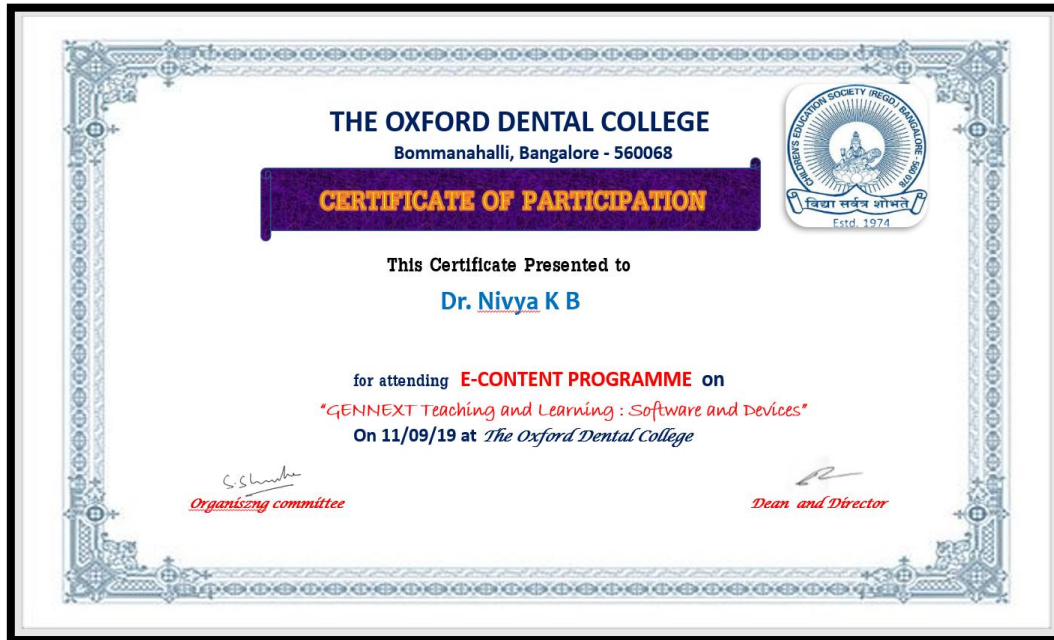 THE OXFORD DENTAL COLLEGE
Bommanahalli, Bangalore - 560068
CHILDREN'S EDUCATION SOCIETY (REGD.) BANGALORE - 560 078
विद्या सर्वत्र शोभते
Estd. 1974
CERTIFICATE OF PARTICIPATION
This Certificate Presented to
Dr. Nivya K B
for attending E-CONTENT PROGRAMME on
"GENNEXT Teaching and Learning : Software and Devices"
On 11/09/19 at The Oxford Dental College
Organiszng committee
Dean and Director